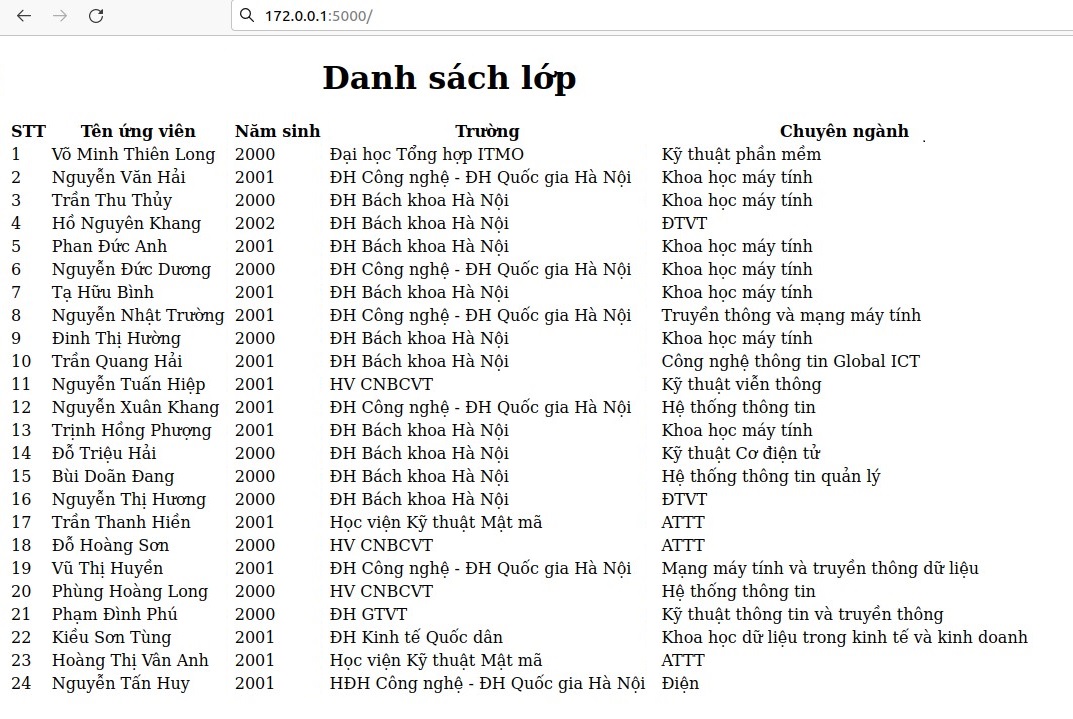 172.0.0.1:5000/
Danh sách lớp
STT Tên ứng viên Năm sinh Trường Chuyên ngành
1 Võ Minh Thiên Long 2000 Đại học Tổng hợp ITMO Kỹ thuật phần mềm
2 Nguyễn Văn Hải 2001 ĐH Công nghệ - ĐH Quốc gia Hà Nội Khoa học máy tính
3 Trần Thu Thủy 2000 ĐH Bách khoa Hà Nội Khoa học máy tính
4 Hồ Nguyên Khang 2002 ĐH Bách khoa Hà Nội ĐTVT
5 Phan Đức Anh 2001 ĐH Bách khoa Hà Nội Khoa học máy tính
6 Nguyễn Đức Dương 2000 ĐH Công nghệ - ĐH Quốc gia Hà Nội Khoa học máy tính
7 Tạ Hữu Bình 2001 ĐH Bách khoa Hà Nội Khoa học máy tính
8 Nguyễn Nhật Trường 2001 ĐH Công nghệ - ĐH Quốc gia Hà Nội Truyền thông và mạng máy tính
9 Đinh Thị Hường 2000 ĐH Bách khoa Hà Nội Khoa học máy tính
10 Trần Quang Hải 2001 ĐH Bách khoa Hà Nội Công nghệ thông tin Global ICT
11 Nguyễn Tuấn Hiệp 2001 HV CNBCVT Kỹ thuật viễn thông
12 Nguyễn Xuân Khang 2001 ĐH Công nghệ - ĐH Quốc gia Hà Nội Hệ thống thông tin
13 Trịnh Hồng Phượng 2001 ĐH Bách khoa Hà Nội Khoa học máy tính
14 Đỗ Triệu Hải 2000 ĐH Bách khoa Hà Nội Kỹ thuật Cơ điện tử
15 Bùi Doãn Đang 2000 ĐH Bách khoa Hà Nội Hệ thống thông tin quản lý
16 Nguyễn Thị Hương 2000 ĐH Bách khoa Hà Nội ĐTVT
17 Trần Thanh Hiền 2001 Học viện Kỹ thuật Mật mã ATTT
18 Đỗ Hoàng Sơn 2000 HV CNBCVT ATTT
19 Vũ Thị Huyền 2001 ĐH Công nghệ - ĐH Quốc gia Hà Nội Mạng máy tính và truyền thông dữ liệu
20 Phùng Hoàng Long 2000 HV CNBCVT Hệ thống thông tin
21 Phạm Đình Phú 2000 ĐH GTVT Kỹ thuật thông tin và truyền thông
22 Kiều Sơn Tùng 2001 ĐH Kinh tế Quốc dân Khoa học dữ liệu trong kinh tế và kinh doanh
23 Hoàng Thị Vân Anh 2001 Học viện Kỹ thuật Mật mã ATTT
24 Nguyễn Tấn Huy 2001 HĐH Công nghệ - ĐH Quốc gia Hà Nội Điện